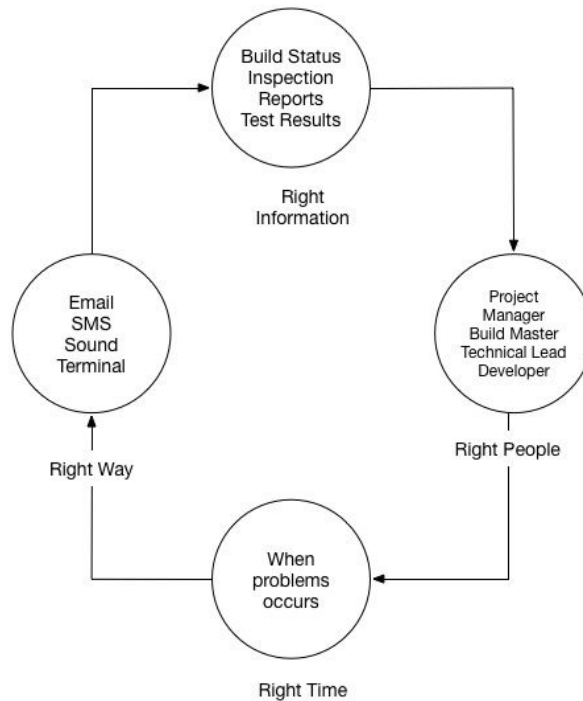 Build Status
Inspection
Reports
Test Results
Right
Information
Project
Manager
Build Master
Technical Lead
Developer
Right People
When
problems
occurs
Right Time
Email
SMS
Sound
Terminal
Right Way